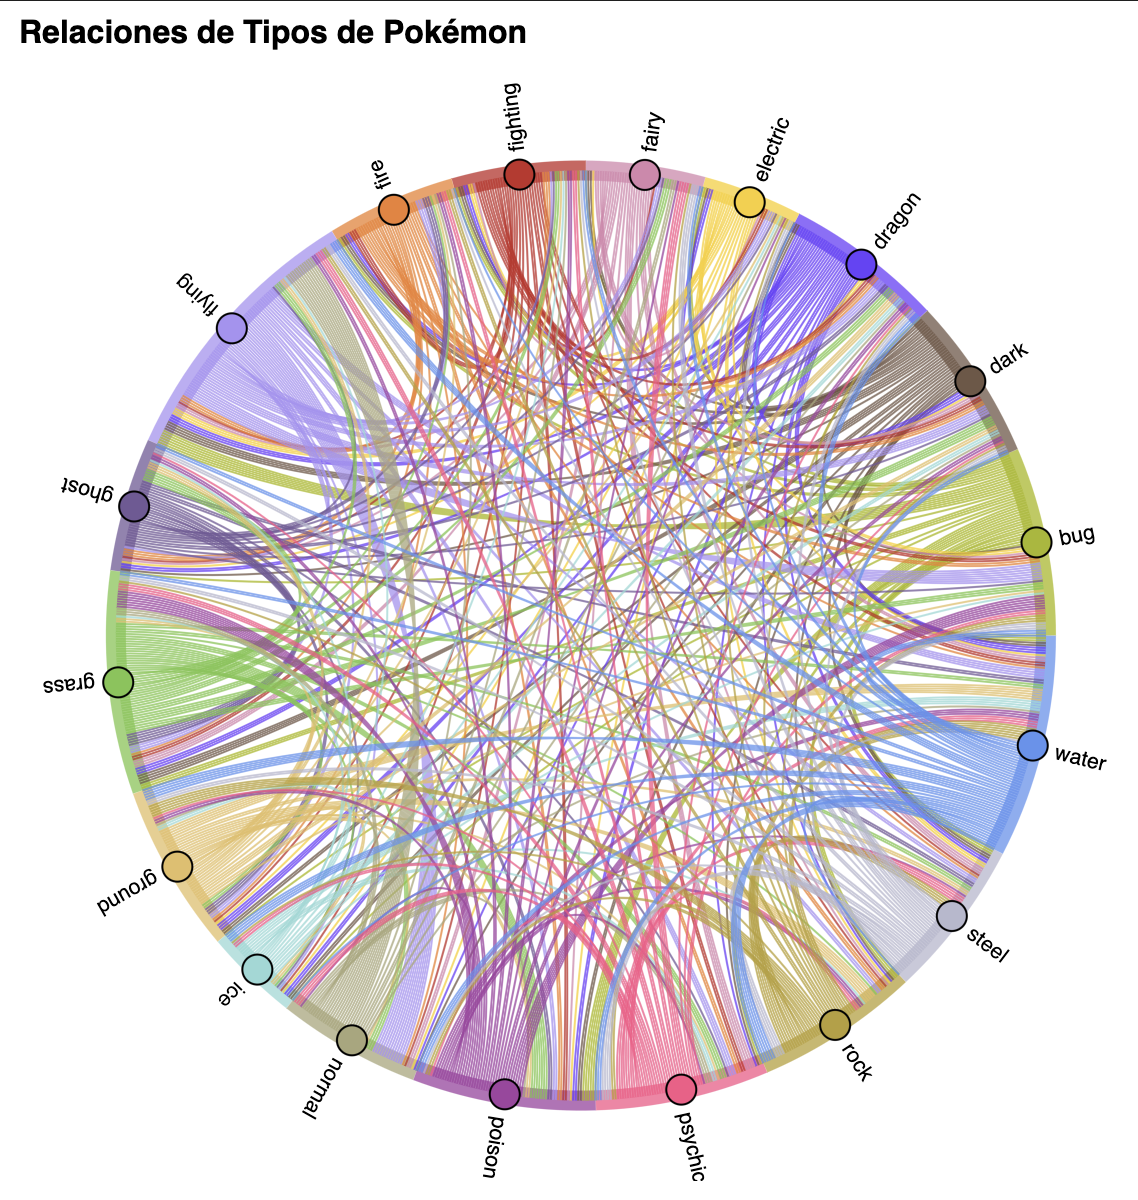 Relaciones de Tipos de Pokémon
fighting
fairy
electric
fire
dragon
flying
dark
ghost
bug
grass
water
ground
steel
ice
rock
normal
poison
psychic